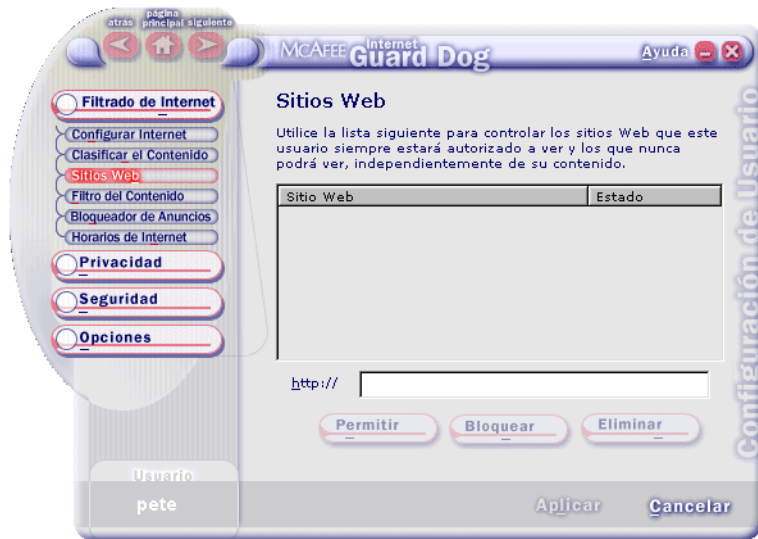 atrás página principal siguiente
McAfee Internet Guard Dog
Ayuda
Filtrado de Internet
Configurar Internet
Clasificar el Contenido
Sitios Web
Filtro del Contenido
Bloqueador de Anuncios
Horarios de Internet
Privacidad
Seguridad
Opciones
Sitios Web
Utilice la lista siguiente para controlar los sitios Web que este
usuario siempre estará autorizado a ver y los que nunca
podrá ver, independientemente de su contenido.
Sitio Web Estado
http://
Permitir Bloquear Eliminar
Configuración de Usuario
Usuario
pete
Aplicar Cancelar